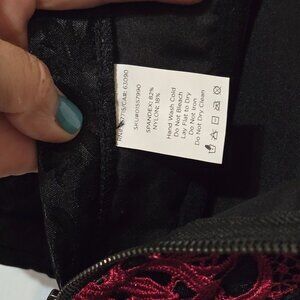 SPANDEX: 82%
NYLON: 18%
Hand Wash Cold
Do Not Bleach
Lay Flat to Dry
Do Not Iron
Do Not Dry Clean